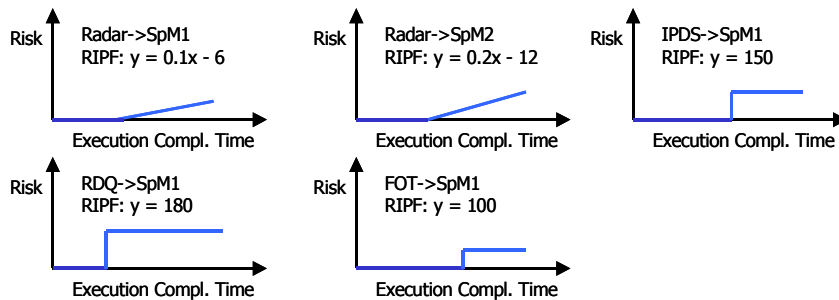 Risk
Radar->SpM1
RIPF: y = 0.1x - 6
Execution Compl. Time
Risk
Radar->SpM2
RIPF: y = 0.2x - 12
Execution Compl. Time
Risk
IPDS->SpM1
RIPF: y = 150
Execution Compl. Time
Risk
RDQ->SpM1
RIPF: y = 180
Execution Compl. Time
Risk
FOT->SpM1
RIPF: y = 100
Execution Compl. Time